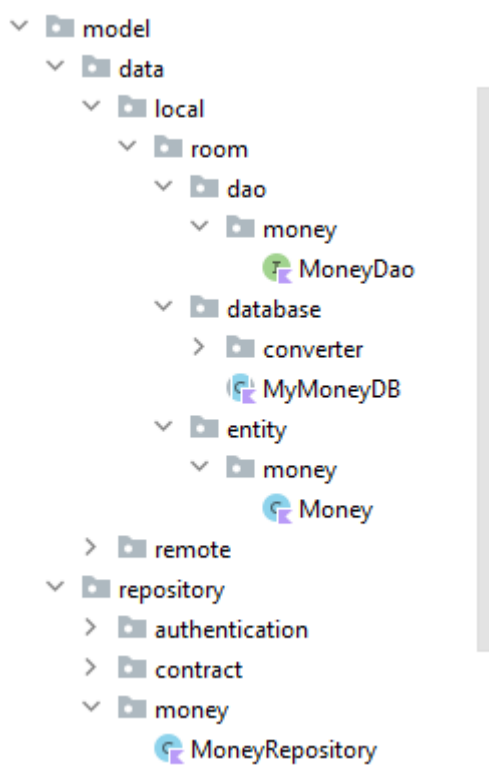 model
data
local
room
dao
money
MoneyDao
database
converter
MyMoneyDB
entity
money
Money
remote
repository
authentication
contract
money
MoneyRepository